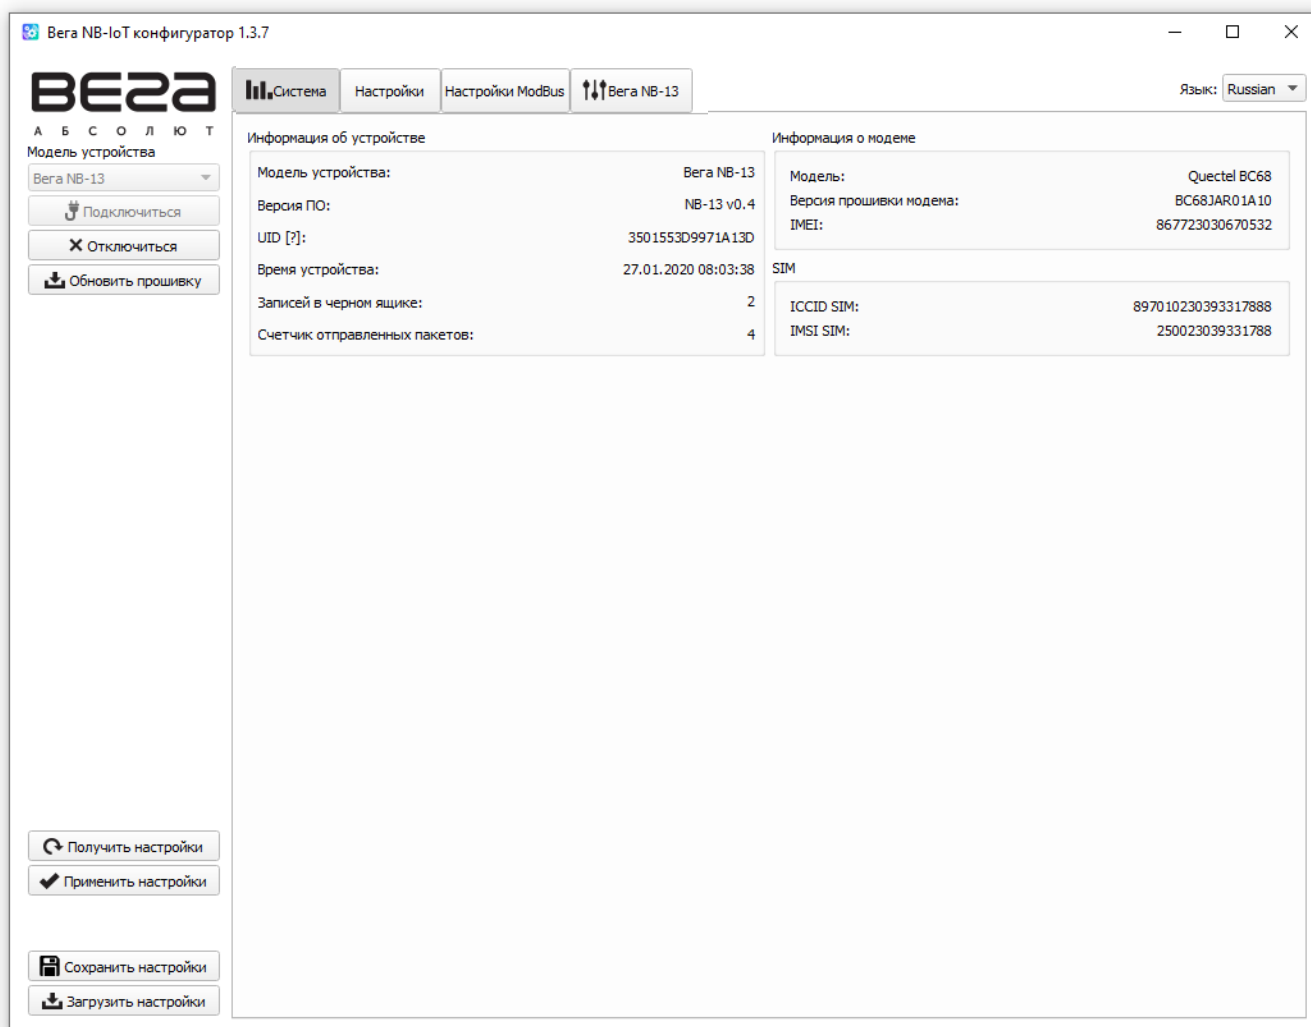 Вега NB-IoT конфигуратор 1.3.7
ВЕГА
АБСОЛЮТ
Модель устройства
Вега NB-13
Подключиться
Отключиться
Обновить прошивку
Получить настройки
Применить настройки
Сохранить настройки
Загрузить настройки
Система
Настройки
Настройки ModBus
Вега NB-13
Язык: Russian
Информация об устройстве
Модель устройства: Вега NB-13
Версия ПО: NB-13 v0.4
UID [?]: 3501553D9971A13D
Время устройства: 27.01.2020 08:03:38
Записей в черном ящике: 2
Счетчик отправленных пакетов: 4
Информация о модеме
Модель: Quectel BC68
Версия прошивки модема: BC68JAR01A10
IMEI: 867723030670532
SIM
ICCID SIM: 897010230393317888
IMSI SIM: 250023039331788